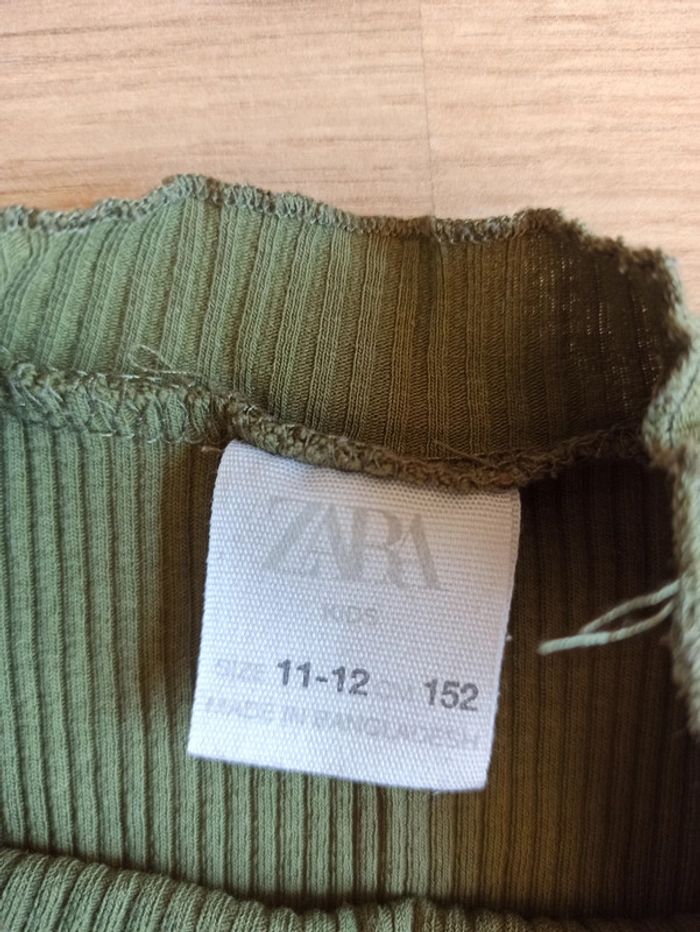 ZARA
KIDS
SIZE 11-12 CM 152
MADE IN BANGLADESH